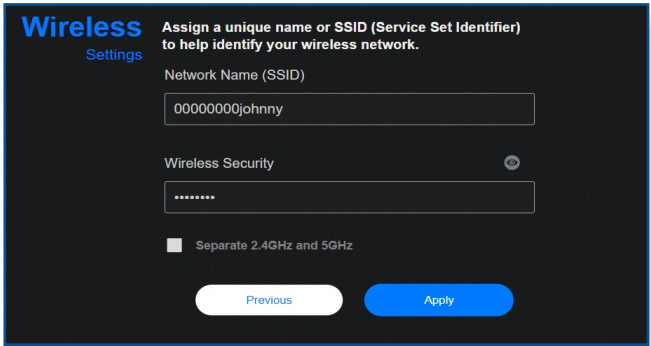 Wireless
Settings
Assign a unique name or SSID (Service Set Identifier)
to help identify your wireless network.
Network Name (SSID)
00000000johnny
Wireless Security
••••••••
Separate 2.4GHz and 5GHz
Previous
Apply